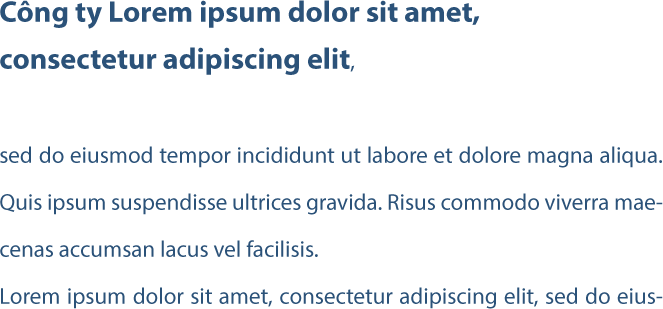 Công ty Lorem ipsum dolor sit amet,
consectetur adipiscing elit,
sed do eiusmod tempor incididunt ut labore et dolore magna aliqua.
Quis ipsum suspendisse ultrices gravida. Risus commodo viverra mae-
cenas accumsan lacus vel facilisis.
Lorem ipsum dolor sit amet, consectetur adipiscing elit, sed do eius-